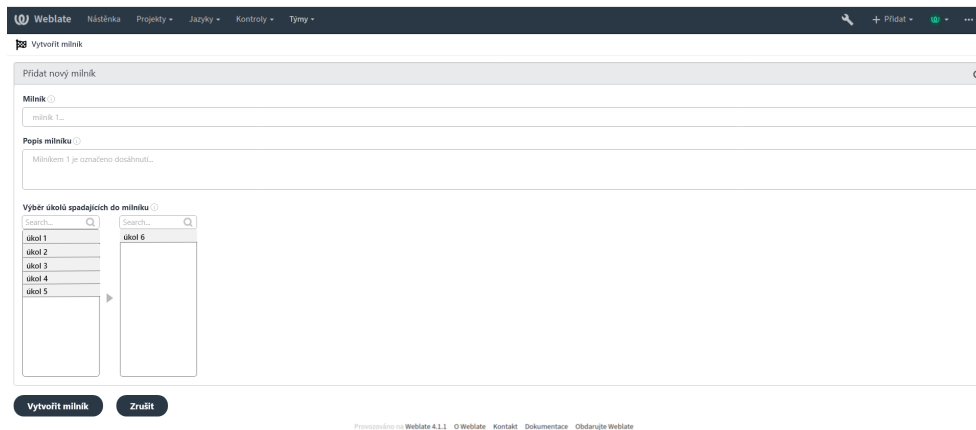 Weblate Nástěnka Projekty Jazyky Kontroly Týmy Přidat
Vytvořit milník
Přidat nový milník
Milník
milník 1...
Popis milníku
Milníkem 1 je označeno dosáhnutí...
Výběr úkolů spadajících do milníku
Search... Search...
úkol 1 úkol 6
úkol 2
úkol 3
úkol 4
úkol 5
Vytvořit milník Zrušit
Provozováno na Weblate 4.1.1 O Weblate Kontakt Dokumentace Obdarujte Weblate